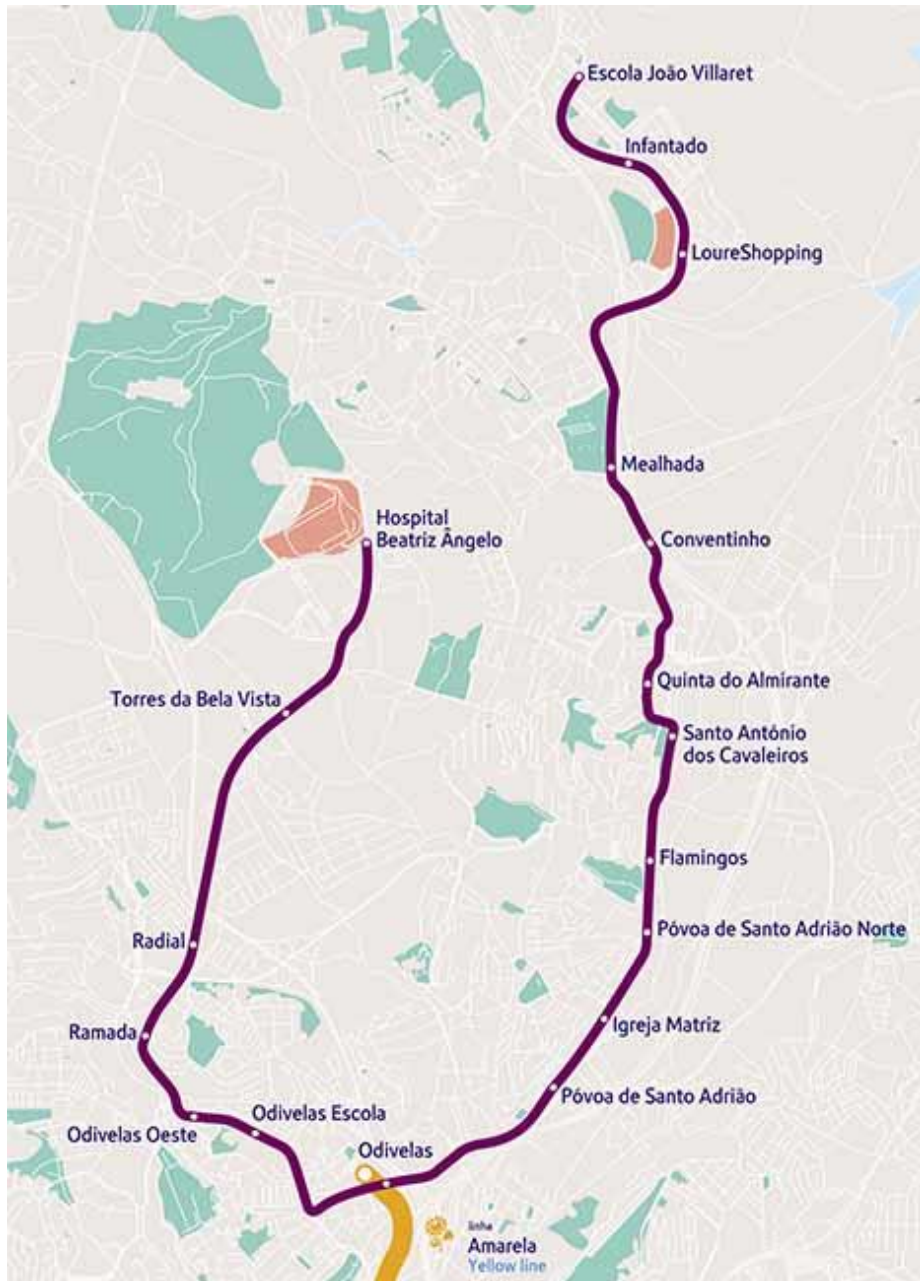 Escola João Villaret
Infantado
LoureShopping
Mealhada
Hospital
Beatriz Ângelo
Conventinho
Quinta do Almirante
Torres da Bela Vista
Santo António
dos Cavaleiros
Flamingos
Radial
Póvoa de Santo Adrião Norte
Ramada
Igreja Matriz
Póvoa de Santo Adrião
Odivelas Escola
Odivelas Oeste
Odivelas
linha
Amarela
Yellow line